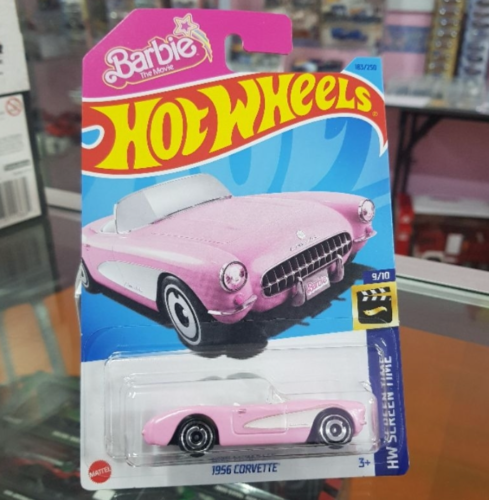 Barbie
The Movie
183/250
HOT WHEELS
9/10
HW SCREEN TIME
MATTEL
1956 CORVETTE
3+